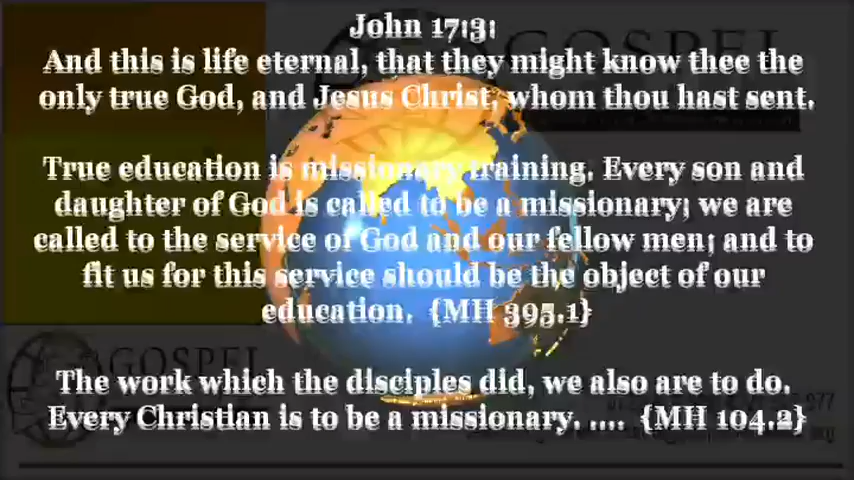 John 17:3:
And this is life eternal, that they might know thee the
only true God, and Jesus Christ, whom thou hast sent.
True education is missionary training. Every son and
daughter of God is called to be a missionary; we are
called to the service of God and our fellow men; and to
fit us for this service should be the object of our
education. {MH 395.1}
GOSPEL
The work which the disciples did, we also are to do.
Every Christian is to be a missionary. .... {MH 104.2}
GOSPEL